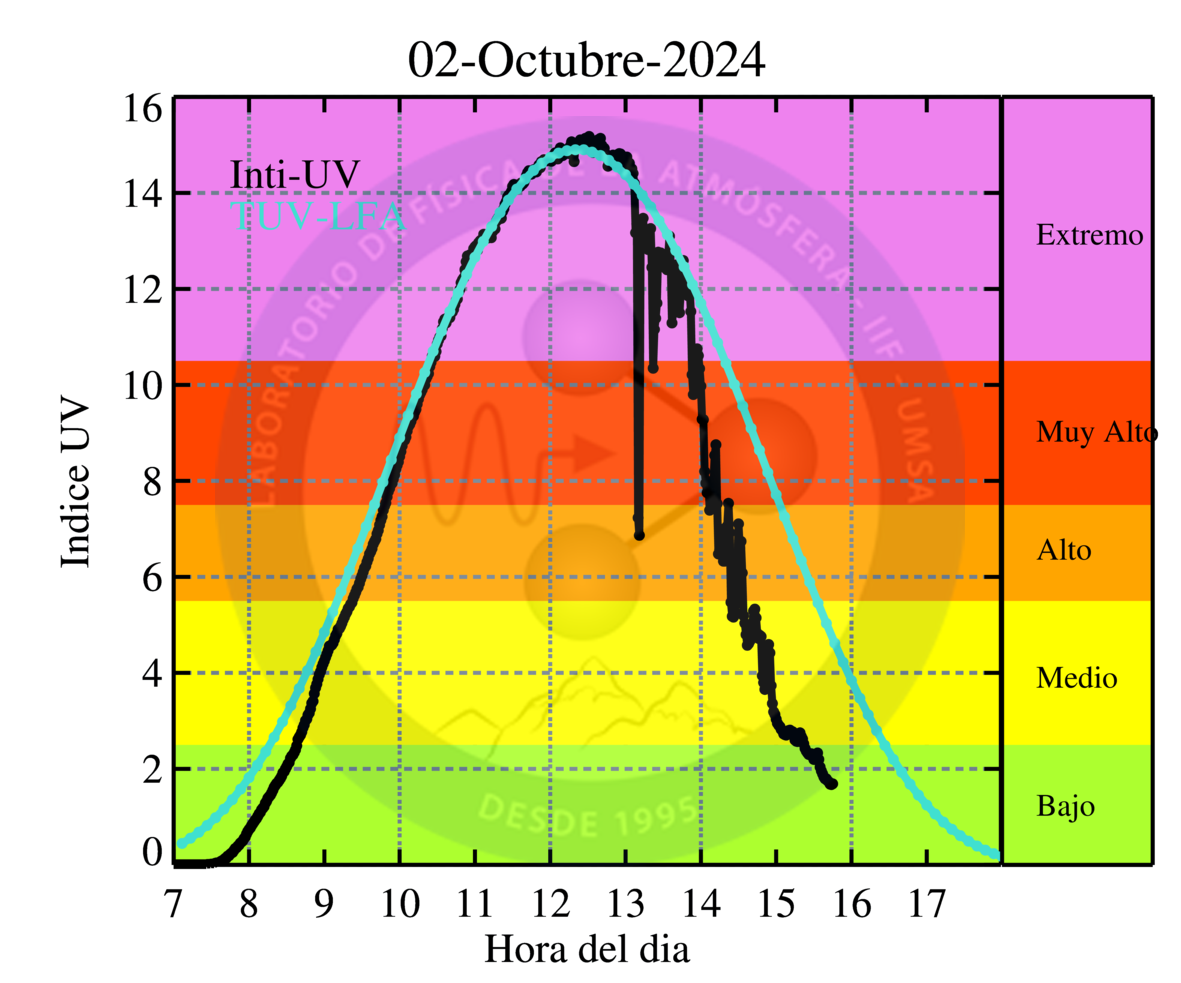 02-Octubre-2024
16
14
12
10
8
6
4
2
0
Indice UV
Inti-UV
TUV-LFA
LABORATORIO DE FÍSICA DE LA ATMÓSFERA - IIF - UMSA
DESDE 1995
Extremo
Muy Alto
Alto
Medio
Bajo
7 8 9 10 11 12 13 14 15 16 17
Hora del dia